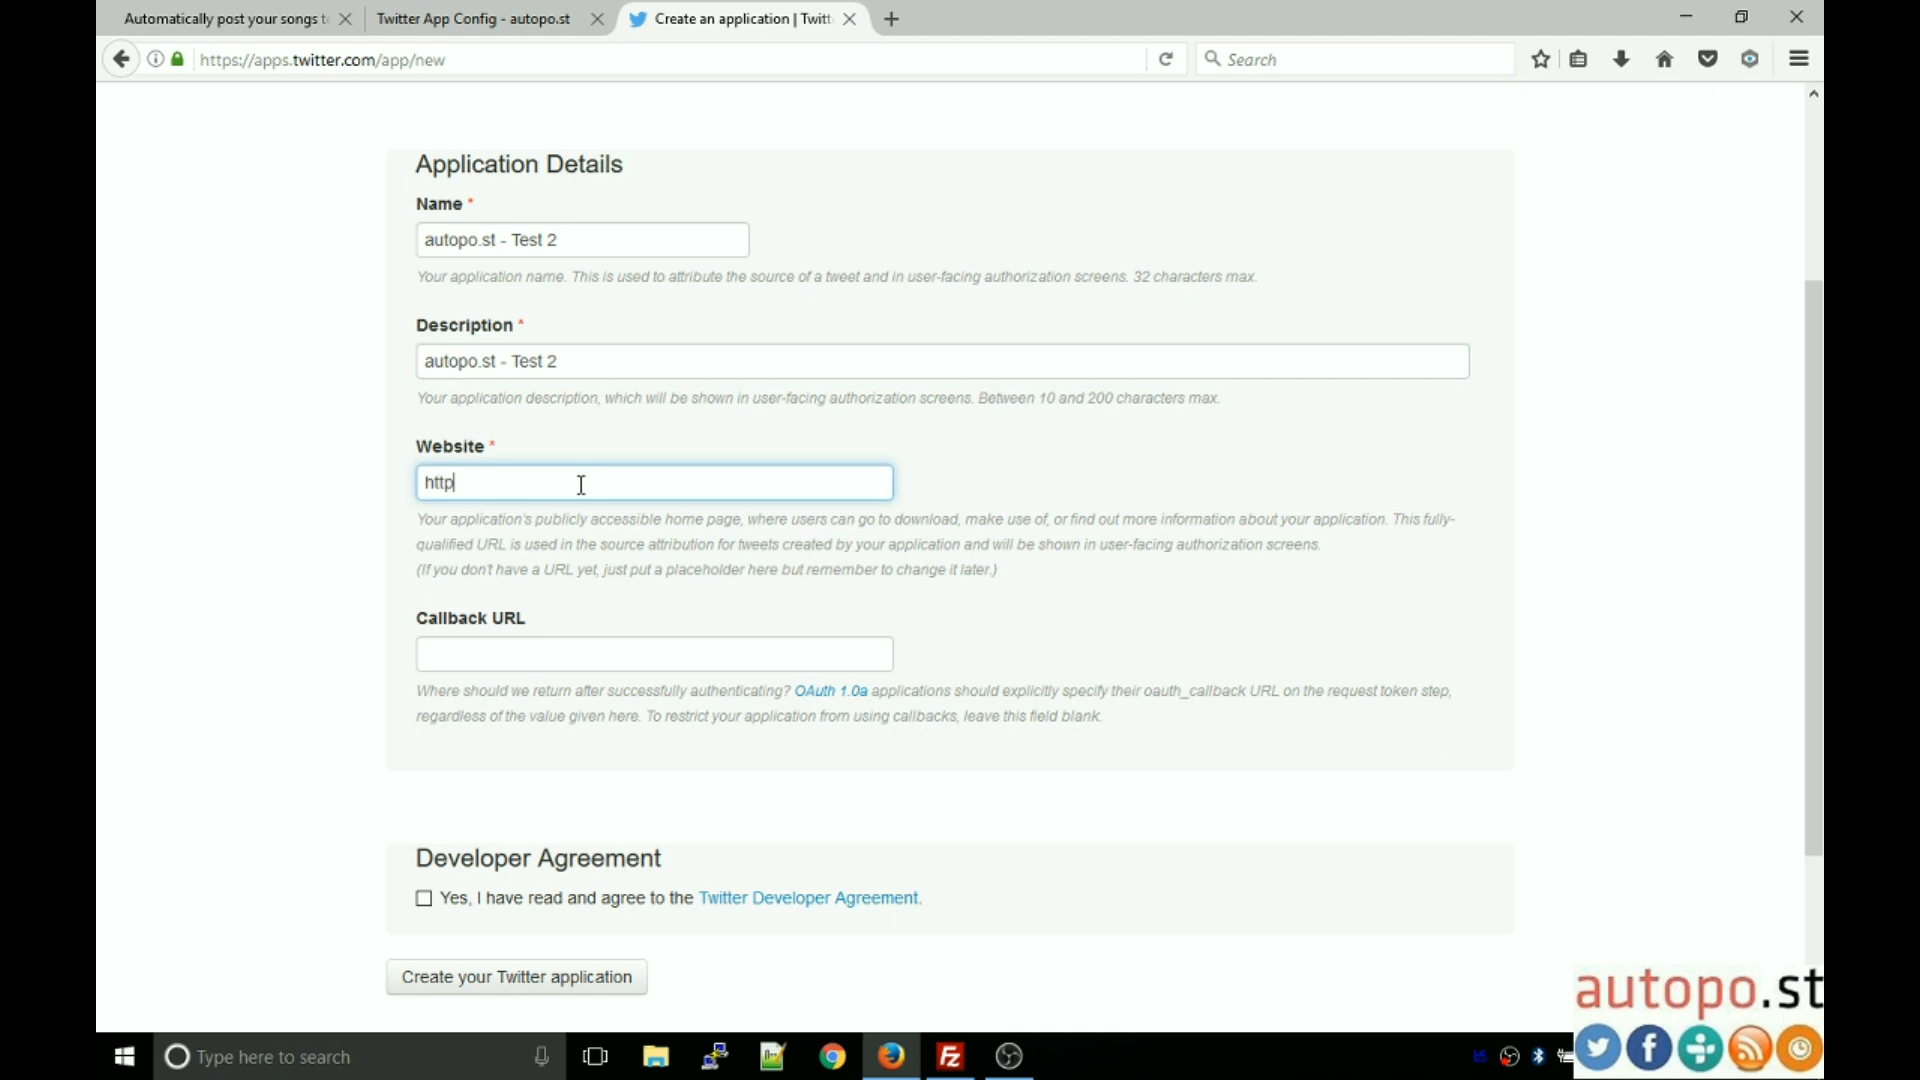 Automatically post your songs t
Twitter App Config - autopo.st
Create an application | Twitt
https://apps.twitter.com/app/new
Search
Application Details
Name *
autopo.st - Test 2
Your application name. This is used to attribute the source of a tweet and in user-facing authorization screens. 32 characters max.
Description *
autopo.st - Test 2
Your application description, which will be shown in user-facing authorization screens. Between 10 and 200 characters max.
Website *
http
Your application's publicly accessible home page, where users can go to download, make use of, or find out more information about your application. This fully-
qualified URL is used in the source attribution for tweets created by your application and will be shown in user-facing authorization screens.
(If you don't have a URL yet, just put a placeholder here but remember to change it later.)
Callback URL
Where should we return after successfully authenticating? OAuth 1.0a applications should explicitly specify their oauth_callback URL on the request token step,
regardless of the value given here. To restrict your application from using callbacks, leave this field blank.
Developer Agreement
Yes, I have read and agree to the Twitter Developer Agreement.
Create your Twitter application
autopo.st
Type here to search